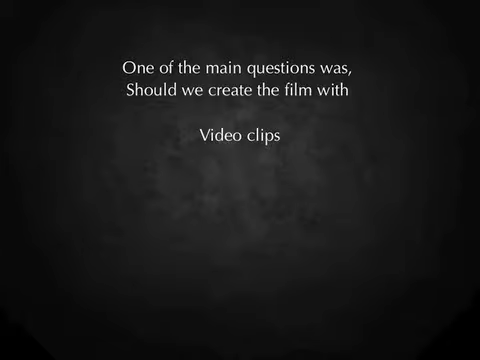 One of the main questions was,
Should we create the film with
Video clips